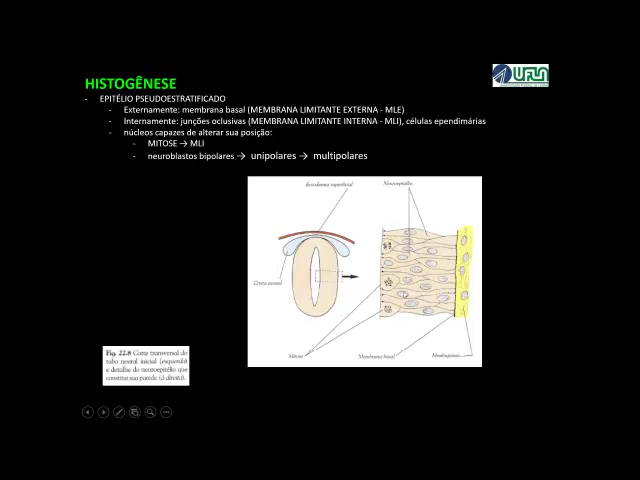 HISTOGÊNESE
UFLA
- EPITÉLIO PSEUDOESTRATIFICADO
- Externamente: membrana basal (MEMBRANA LIMITANTE EXTERNA - MLE)
- Internamente: junções oclusivas (MEMBRANA LIMITANTE INTERNA - MLI), células ependimárias
- núcleos capazes de alterar sua posição:
- MITOSE → MLI
- neuroblastos bipolares → unipolares → multipolares
Ectoderma superficial
Neuroepitélio
Crista neural
Mitose
Membrana basal
Fig. 22.8 Corte transversal do
tubo neural inicial (esquerda)
e detalhe do neuroepitélio que
constitui sua parede (à direita).